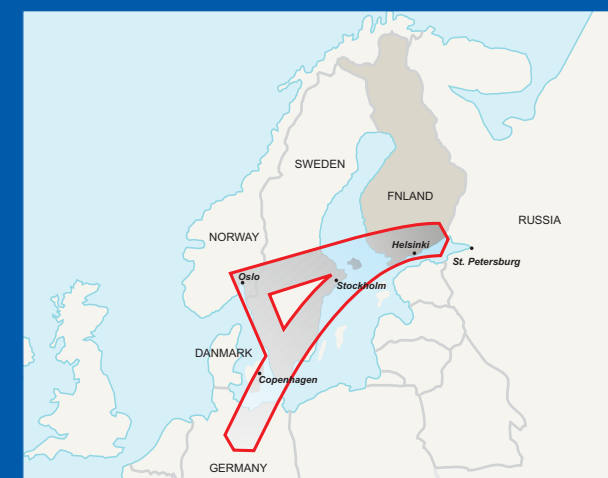 SWEDEN
FNLAND
RUSSIA
NORWAY
Helsinki
St. Petersburg
Oslo
Stockholm
DANMARK
Copenhagen
GERMANY